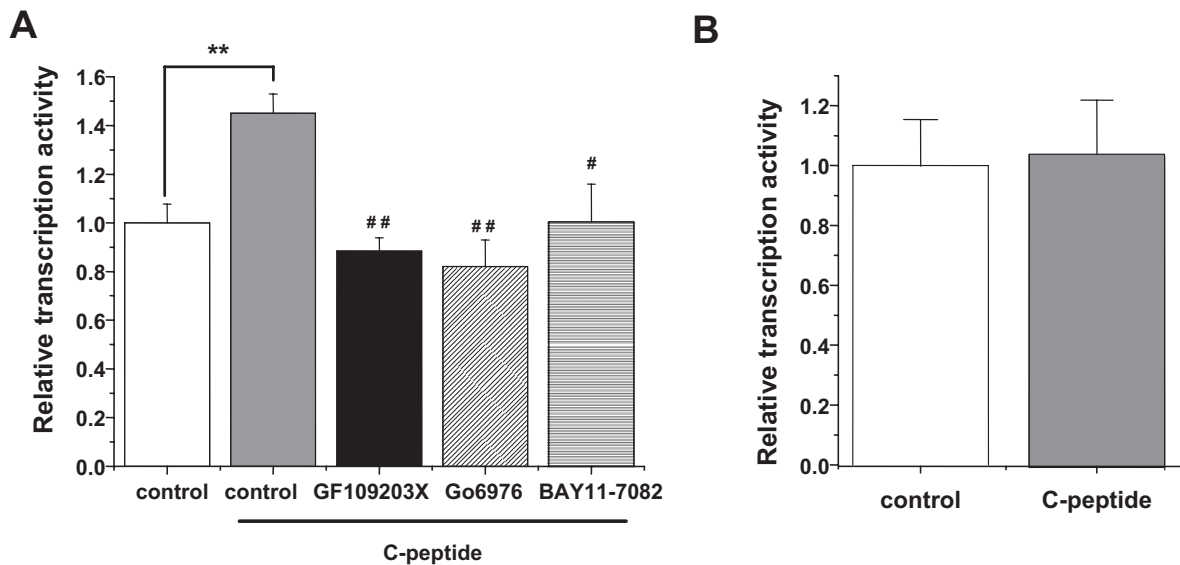 A
Relative transcription activity
1.6
1.4
1.2
1.0
0.8
0.6
0.4
0.2
0.0
**
##
##
#
control control GF109203X Go6976 BAY11-7082
C-peptide
B
Relative transcription activity
1.2
1.0
0.8
0.6
0.4
0.2
0.0
control C-peptide